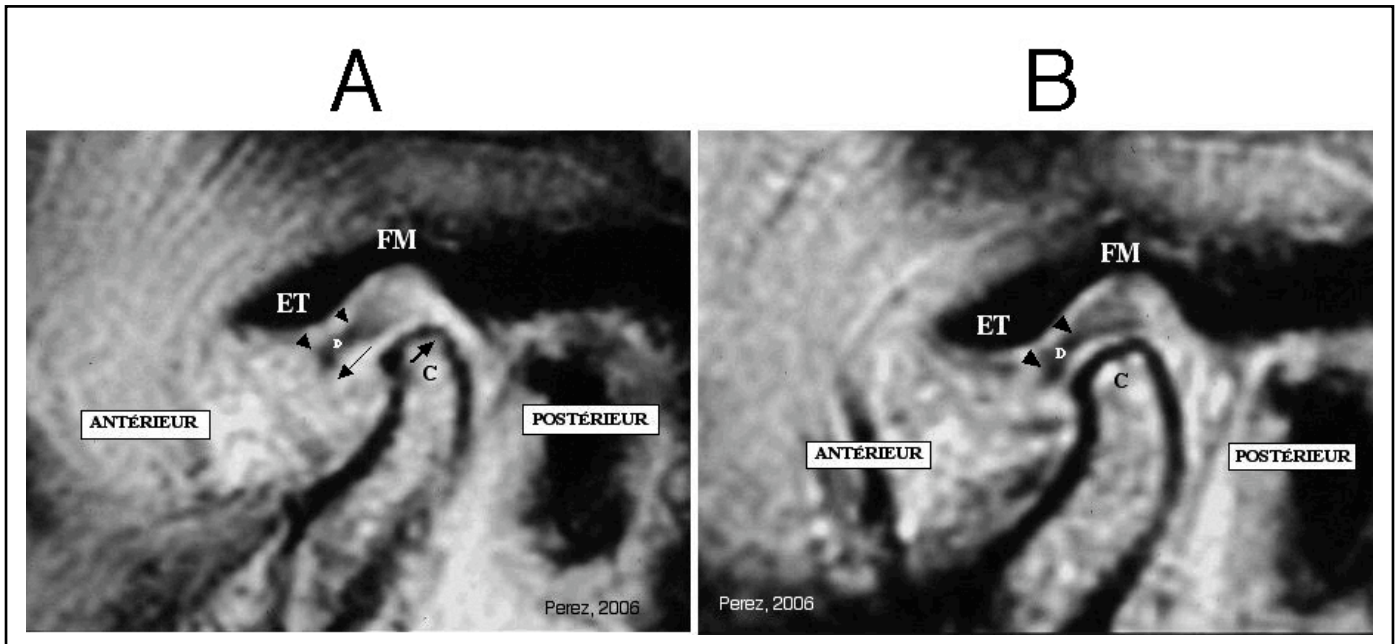 A
B
FM
ET
D
C
ANTÉRIEUR
POSTÉRIEUR
Perez, 2006
FM
ET
D
C
ANTÉRIEUR
POSTÉRIEUR
Perez, 2006